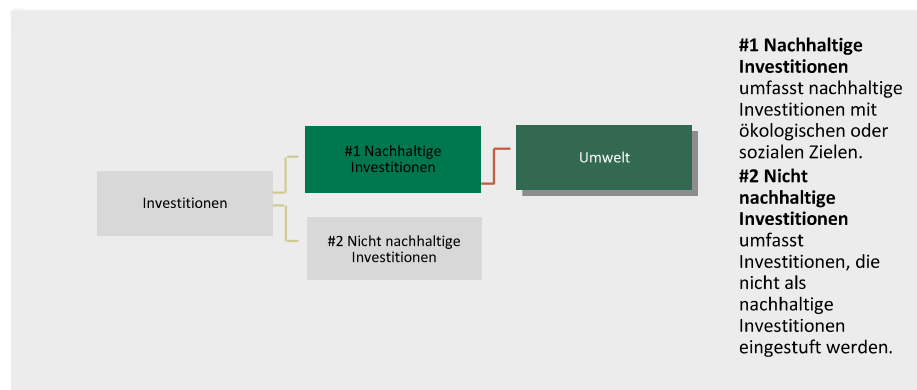 Investitionen
#1 Nachhaltige
Investitionen
#2 Nicht nachhaltige
Investitionen
Umwelt
#1 Nachhaltige
Investitionen
umfasst nachhaltige
Investitionen mit
ökologischen oder
sozialen Zielen.
#2 Nicht
nachhaltige
Investitionen
umfasst
Investitionen, die
nicht als
nachhaltige
Investitionen
eingestuft werden.